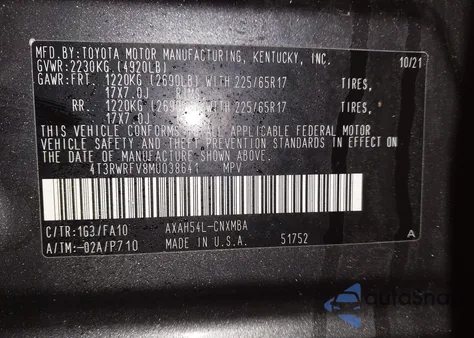 MFD. BY: TOYOTA MOTOR MANUFACTURING, KENTUCKY, INC.
GVWR: 2230KG (4920LB) 10/21
GAWR: FRT. 1220KG (2690LB) WITH 225/65R17 TIRES,
17X7.0J RIMS
RR. 1220KG (2690LB) WITH 225/65R17 TIRES,
17X7.0J
THIS VEHICLE CONFORMS TO ALL APPLICABLE FEDERAL MOTOR
VEHICLE SAFETY AND THEFT PREVENTION STANDARDS IN EFFECT
ON THE DATE OF MANUFACTURE SHOWN ABOVE.
4T3RWRFV8MU038641 MPV
C/TR:1G3/FA10 AXAH54L-CNXMBA
A/TM:-02A/P710 MADE IN U.S.A. 51752 A